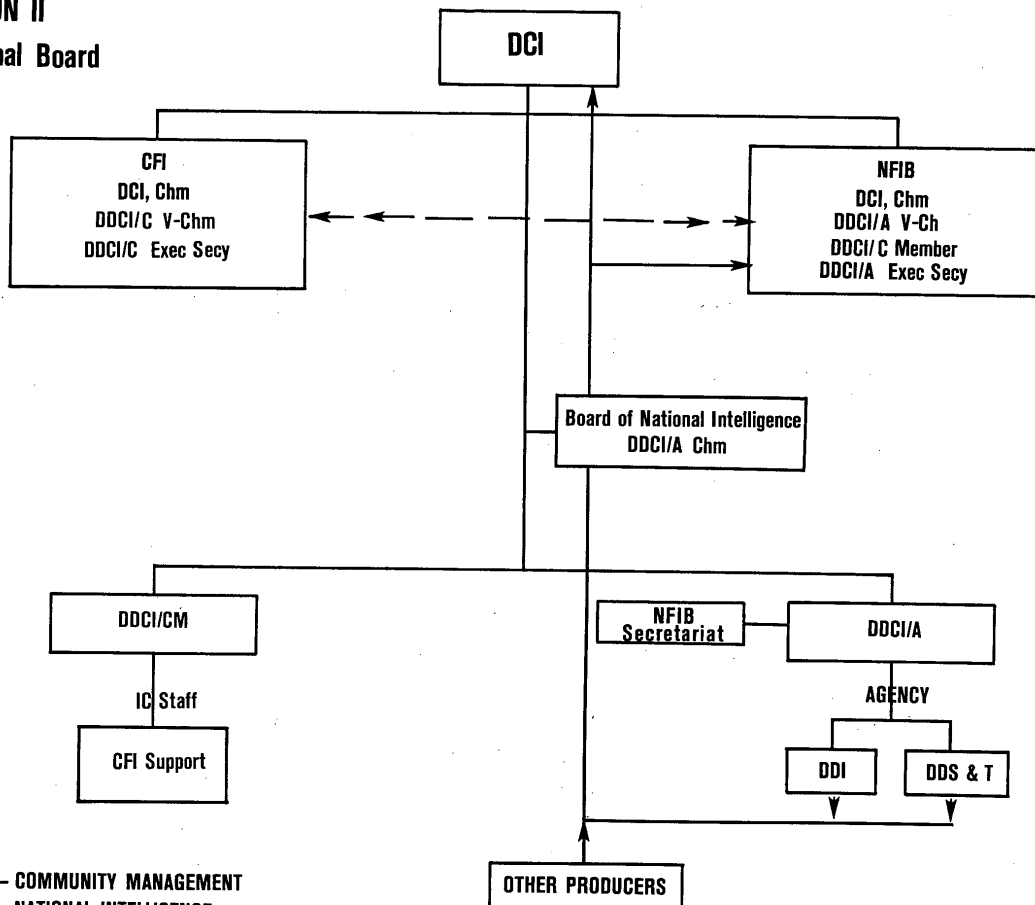 DCI
CFI
DCI, Chm
DDCI/C V-Chm
DDCI/C Exec Secy
NFIB
DCI, Chm
DDCI/A V-Ch
DDCI/C Member
DDCI/A Exec Secy
Board of National Intelligence
DDCI/A Chm
DDCI/CM
IC Staff
CFI Support
NFIB
Secretariat
DDCI/A
AGENCY
DDI
DDS & T
OTHER PRODUCERS
II
Board
– COMMUNITY MANAGEMENT
NATIONAL INTELLIGENCE